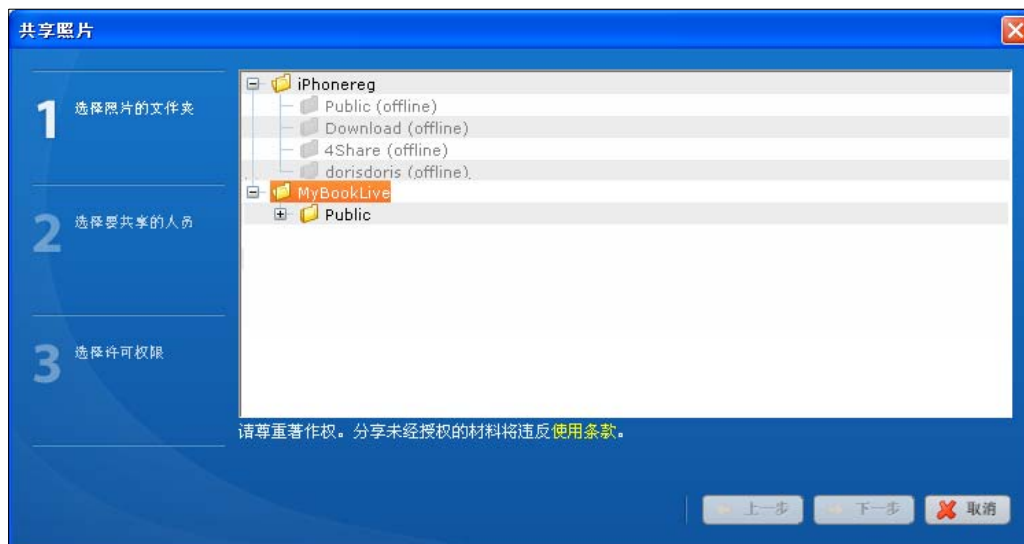 共享照片
1 选择照片的文件夹
2 选择要共享的人员
3 选择许可权限
iPhonereg
Public (offline)
Download (offline)
4Share (offline)
dorisdoris (offline)
MyBookLive
Public
请尊重著作权。分享未经授权的材料将违反使用条款。
上一步
下一步
取消